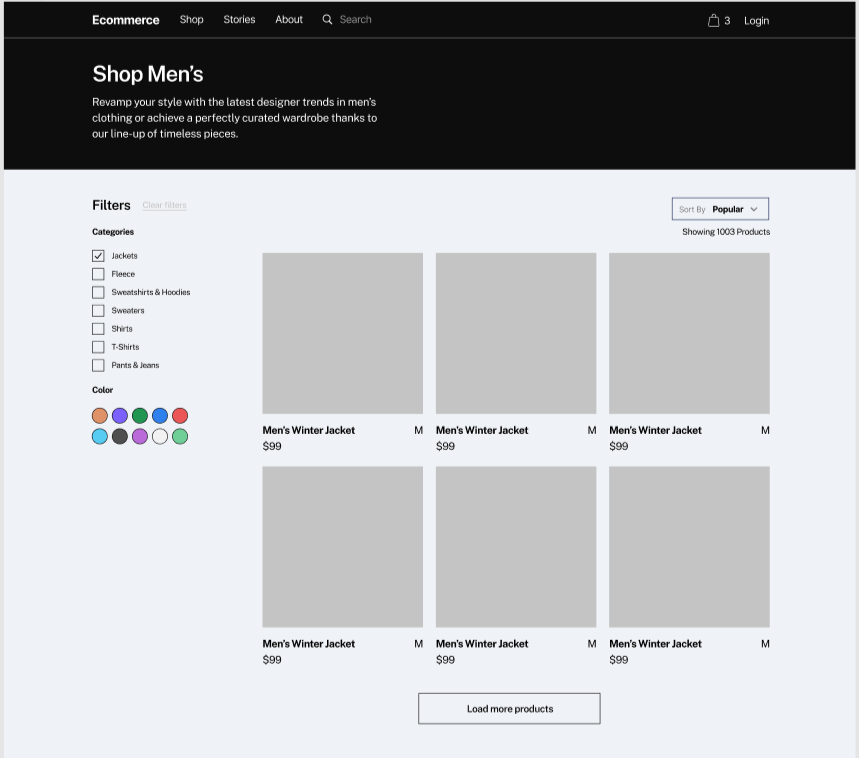 Ecommerce Shop Stories About Search 3 Login
Shop Men’s
Revamp your style with the latest designer trends in men’s
clothing or achieve a perfectly curated wardrobe thanks to
our line-up of timeless pieces.
Filters Clear filters
Sort By Popular
Showing 1003 Products
Categories
Jackets
Fleece
Sweatshirts & Hoodies
Sweaters
Shirts
T-Shirts
Pants & Jeans
Color
Men’s Winter Jacket M
$99
Men’s Winter Jacket M
$99
Men’s Winter Jacket M
$99
Men’s Winter Jacket M
$99
Men’s Winter Jacket M
$99
Men’s Winter Jacket M
$99
Load more products